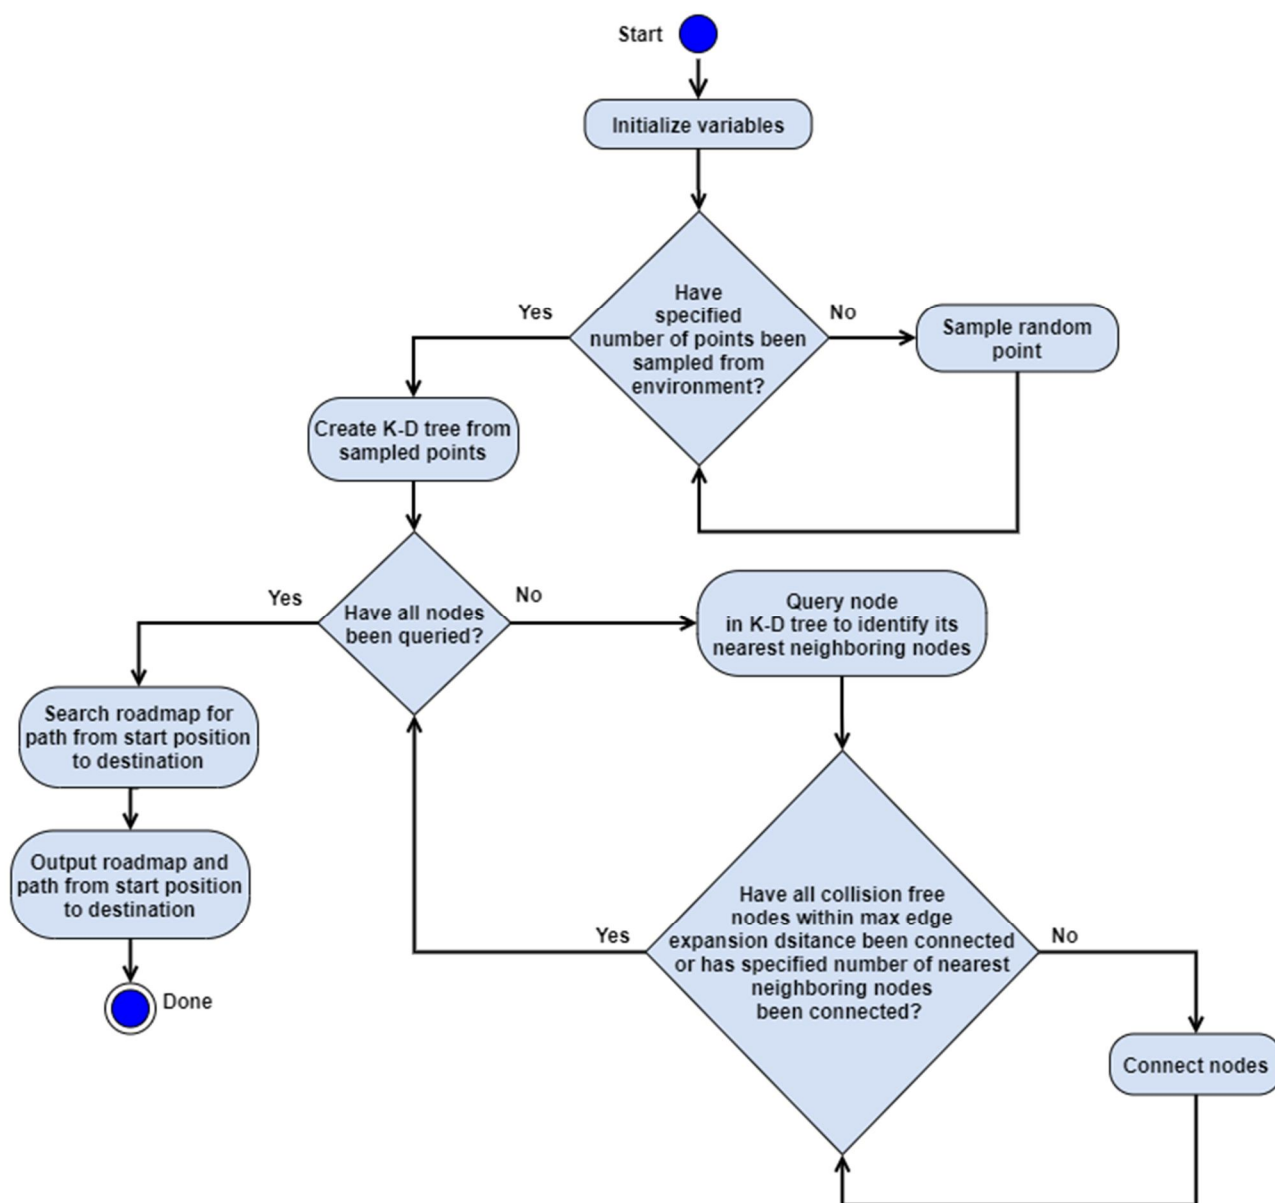 Start
Initialize variables
Have
specified
number of points been
sampled from
environment?
Yes
No
Sample random
point
Create K-D tree from
sampled points
Have all nodes
been queried?
Yes
No
Query node
in K-D tree to identify its
nearest neighboring nodes
Search roadmap for
path from start position
to destination
Output roadmap and
path from start position
to destination
Done
Have all collision free
nodes within max edge
expansion dsitance been connected
or has specified number of nearest
neighboring nodes
been connected?
Yes
No
Connect nodes